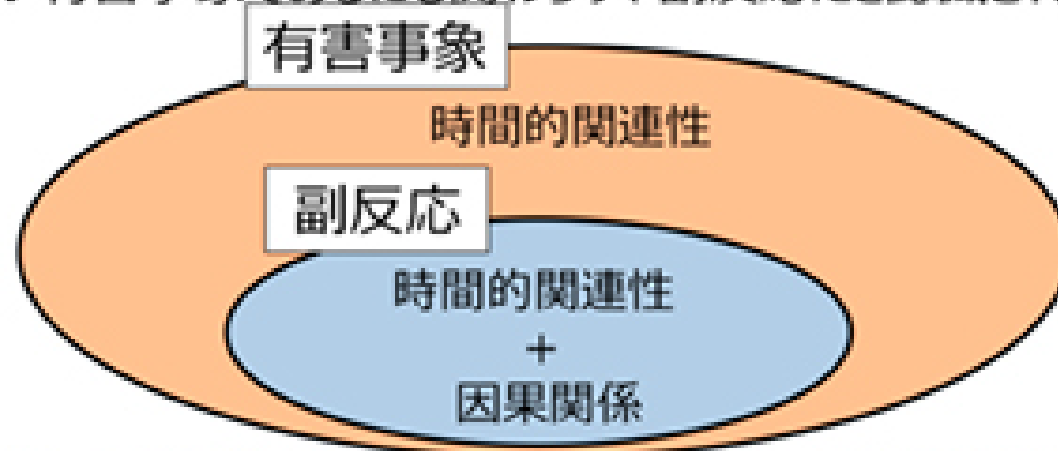 有害事象
時間的関連性
副反応
時間的関連性
+
因果関係